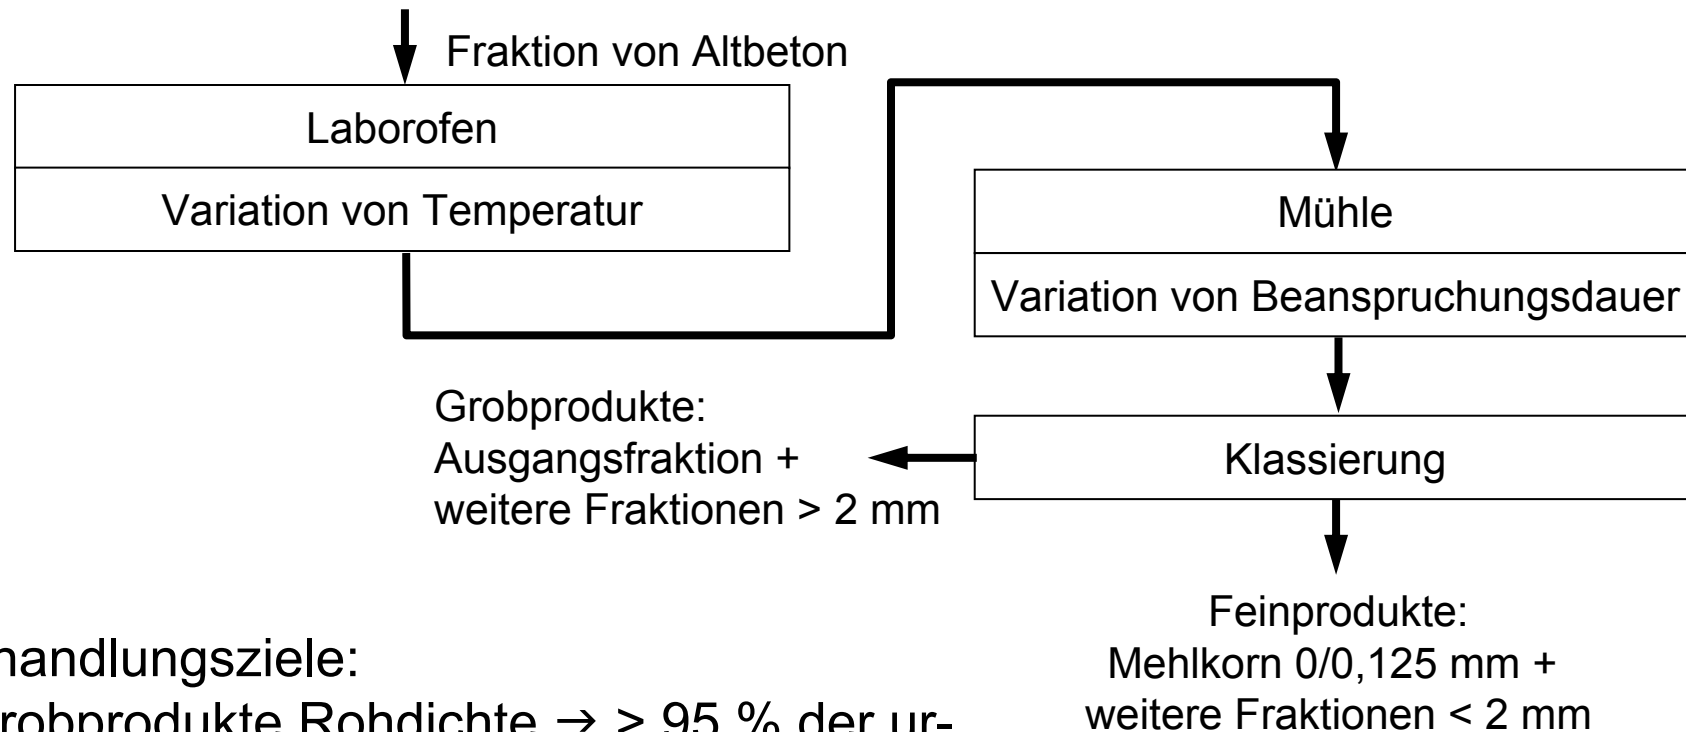 Fraktion von Altbeton
Laborofen
Variation von Temperatur
Mühle
Variation von Beanspruchungsdauer
Klassierung
Grobprodukte:
Ausgangsfraktion +
weitere Fraktionen > 2 mm
Feinprodukte:
Mehlkorn 0/0,125 mm +
weitere Fraktionen < 2 mm
handlungsziele:
robprodukte Rohdichte → > 95 % der ur-